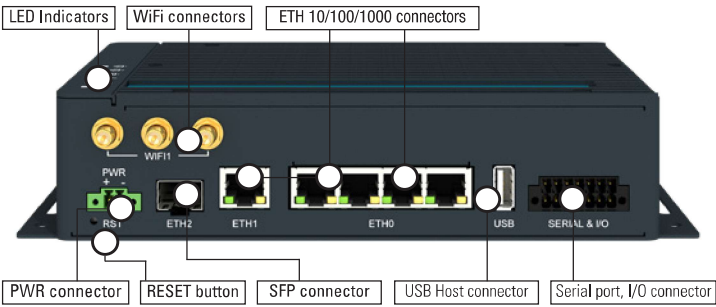 LED Indicators
WiFi connectors
ETH 10/100/1000 connectors
WIFI1
PWR
+ -
RST
ETH2
ETH1
ETH0
USB
SERIAL & I/O
PWR connector
RESET button
SFP connector
USB Host connector
Serial port, I/O connector